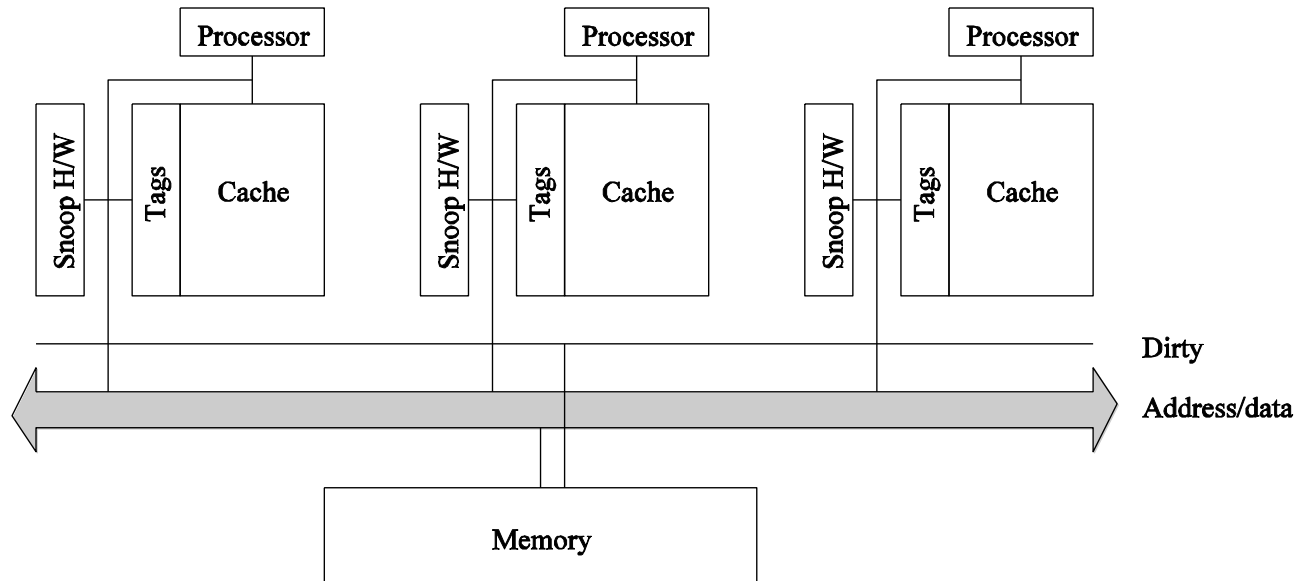 Processor
Processor
Processor
Snoop H/W
Tags
Cache
Snoop H/W
Tags
Cache
Snoop H/W
Tags
Cache
Dirty
Address/data
Memory